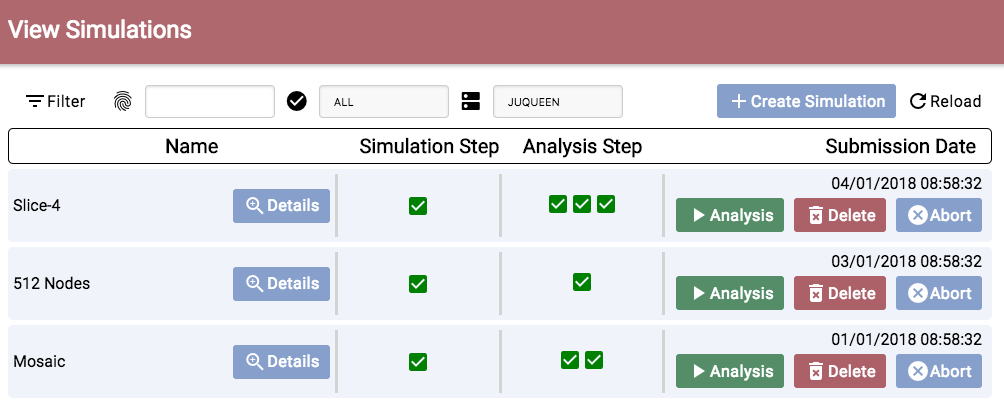 View Simulations
Filter ALL JUQUEEN Create Simulation Reload
Name Simulation Step Analysis Step Submission Date
04/01/2018 08:58:32
Slice-4 Details Analysis Delete Abort
03/01/2018 08:58:32
512 Nodes Details Analysis Delete Abort
01/01/2018 08:58:32
Mosaic Details Analysis Delete Abort